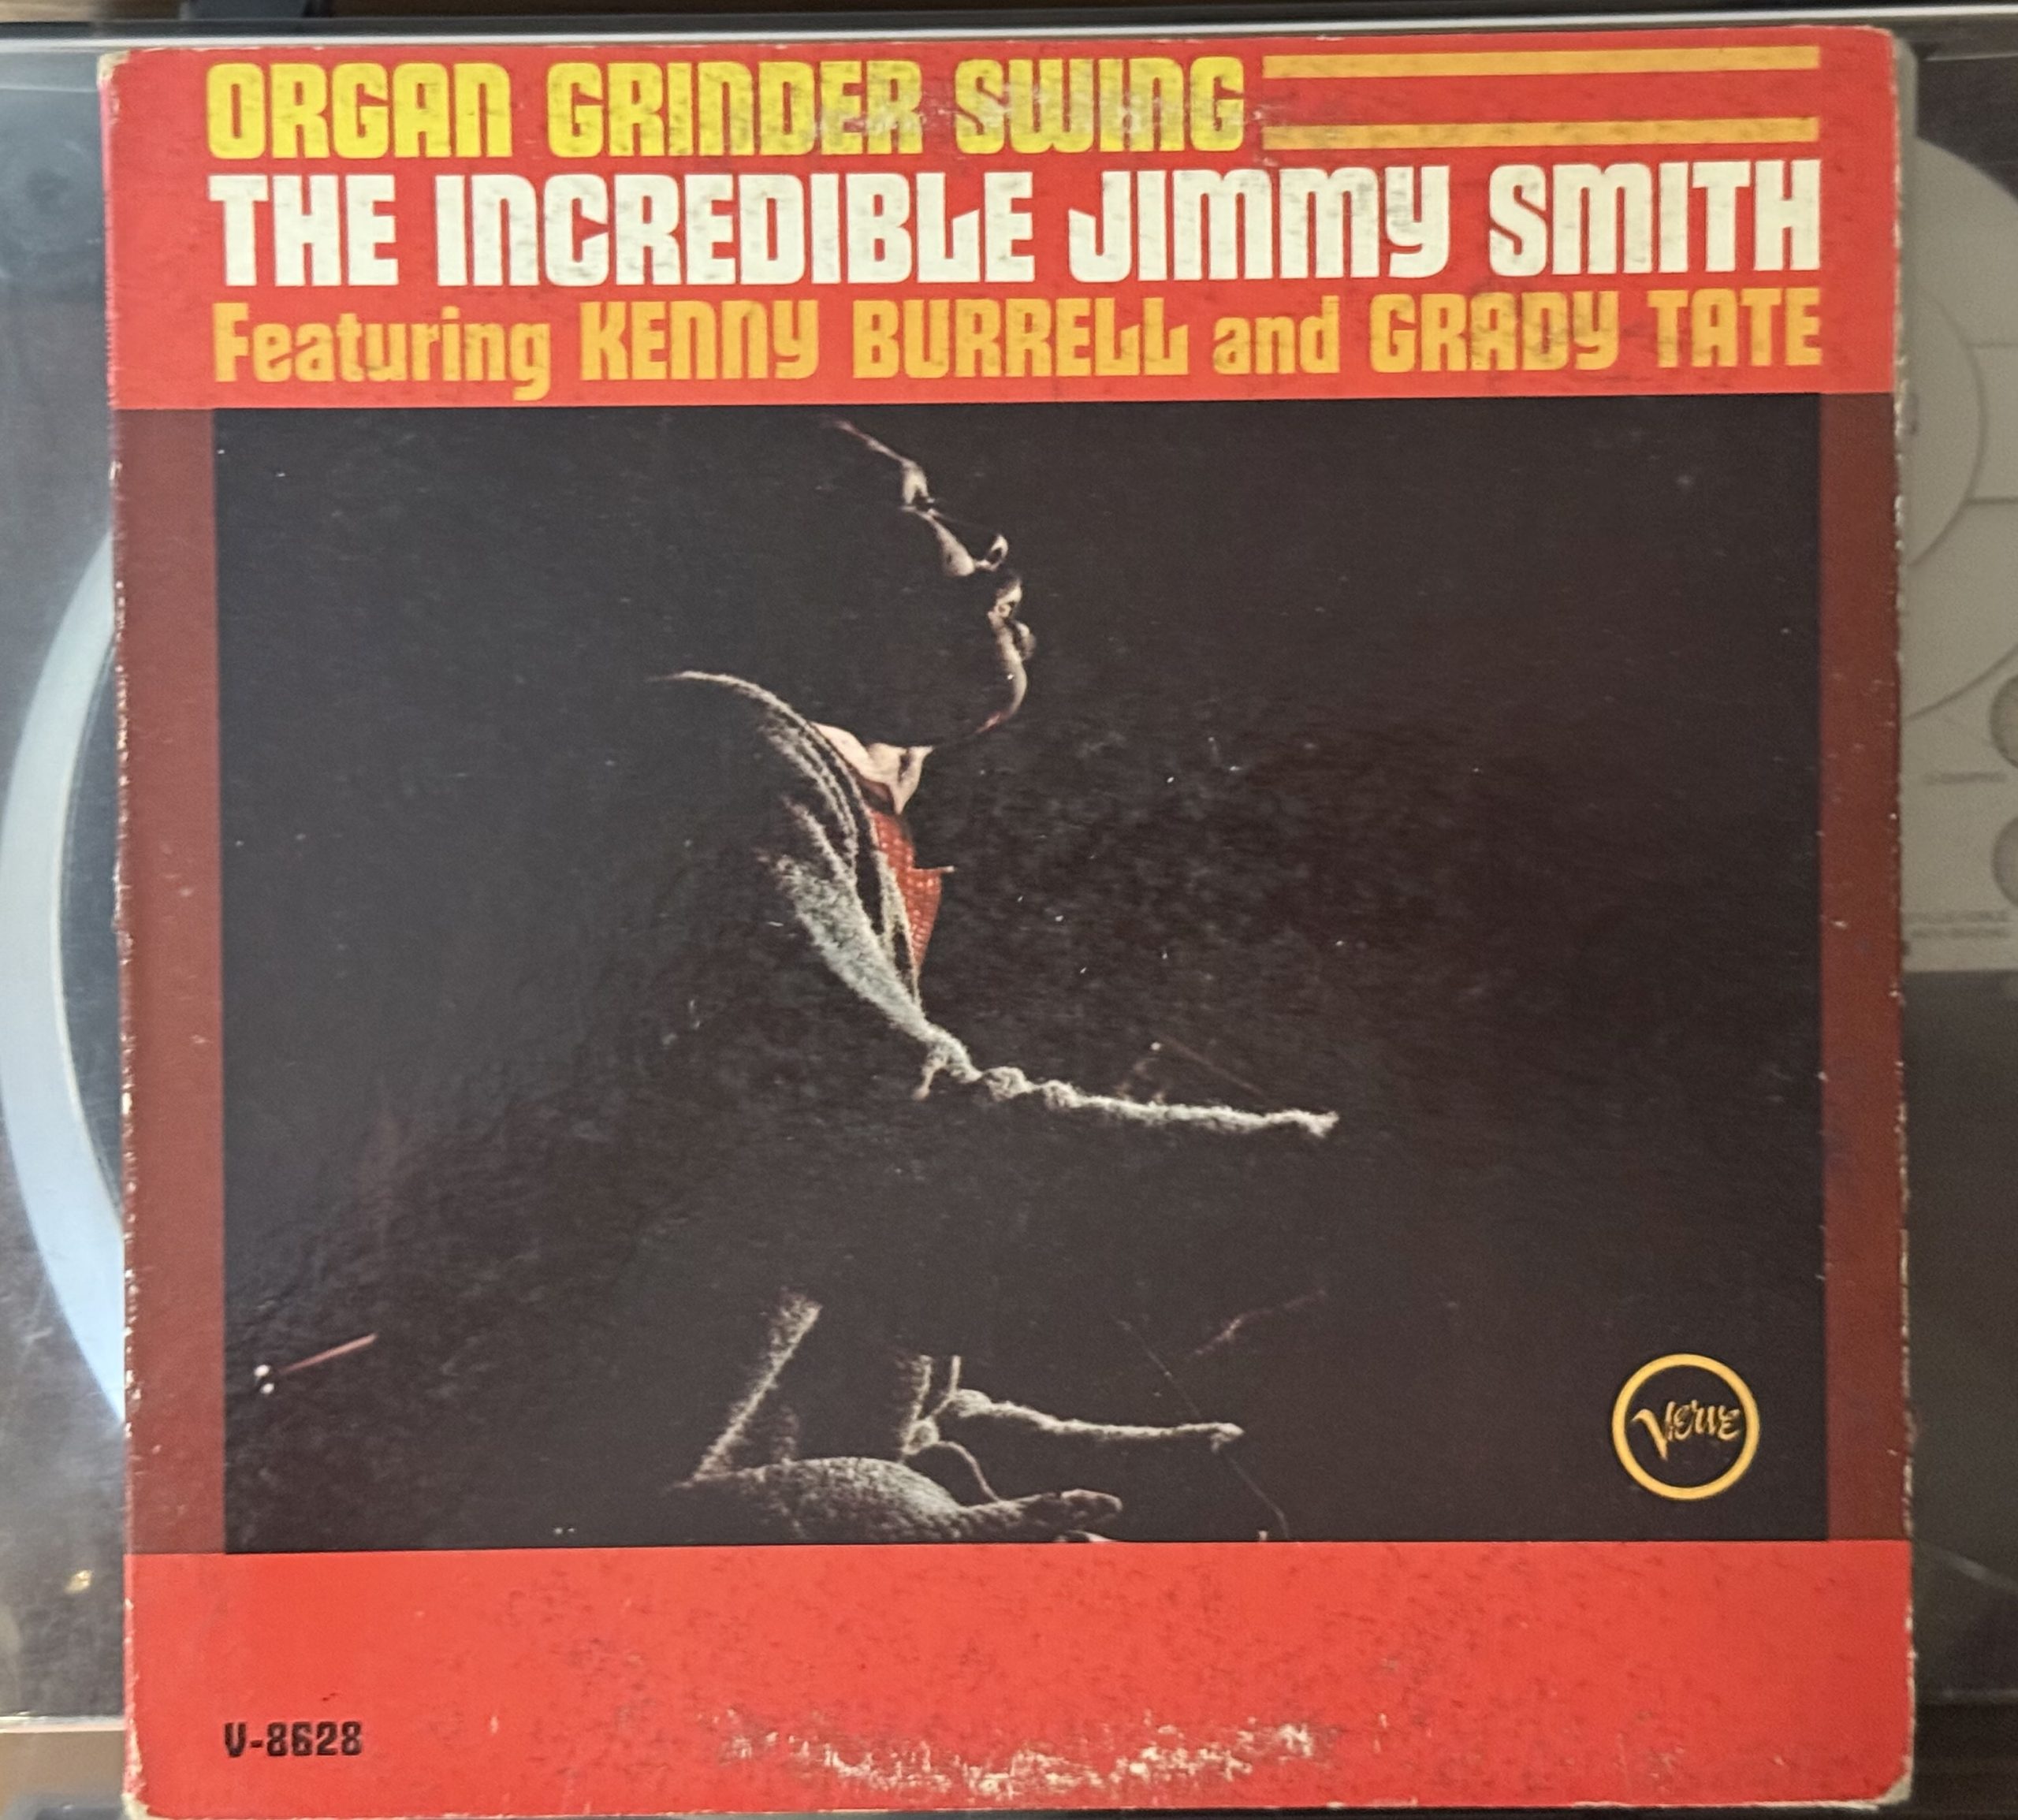 ORGAN GRINDER SWING
THE INCREDIBLE JIMMY SMITH
Featuring KENNY BURRELL and GRADY TATE
VERVE
V-8628